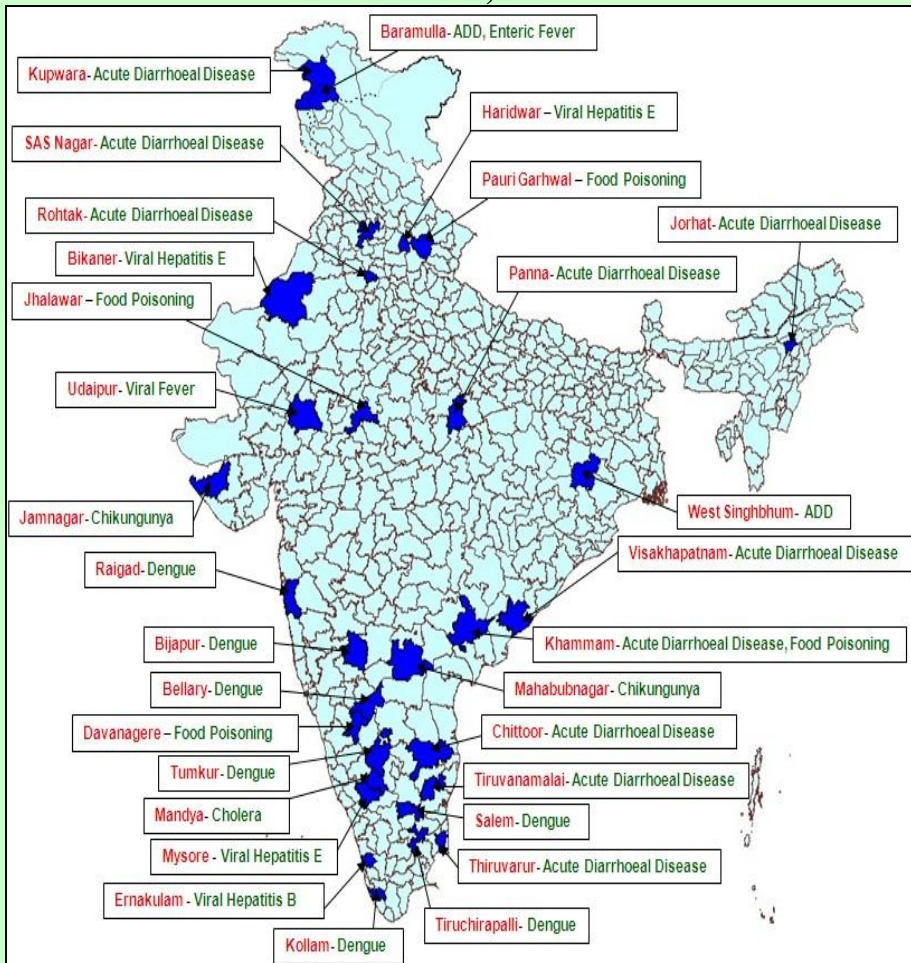 Baramulla- ADD, Enteric Fever
Kupwara- Acute Diarrhoeal Disease
Haridwar – Viral Hepatitis E
SAS Nagar- Acute Diarrhoeal Disease
Pauri Garhwal – Food Poisoning
Rohtak- Acute Diarrhoeal Disease
Jorhat- Acute Diarrhoeal Disease
Bikaner- Viral Hepatitis E
Panna- Acute Diarrhoeal Disease
Jhalawar – Food Poisoning
Udaipur- Viral Fever
Jamnagar- Chikungunya
West Singhbhum- ADD
Visakhapatnam- Acute Diarrhoeal Disease
Raigad- Dengue
Bijapur- Dengue
Khammam- Acute Diarrhoeal Disease, Food Poisoning
Bellary- Dengue
Mahabubnagar- Chikungunya
Davanagere – Food Poisoning
Chittoor- Acute Diarrhoeal Disease
Tumkur- Dengue
Tiruvanamalai- Acute Diarrhoeal Disease
Mandya- Cholera
Salem- Dengue
Mysore – Viral Hepatitis E
Thiruvarur- Acute Diarrhoeal Disease
Ernakulam – Viral Hepatitis B
Tiruchirapalli- Dengue
Kollam- Dengue